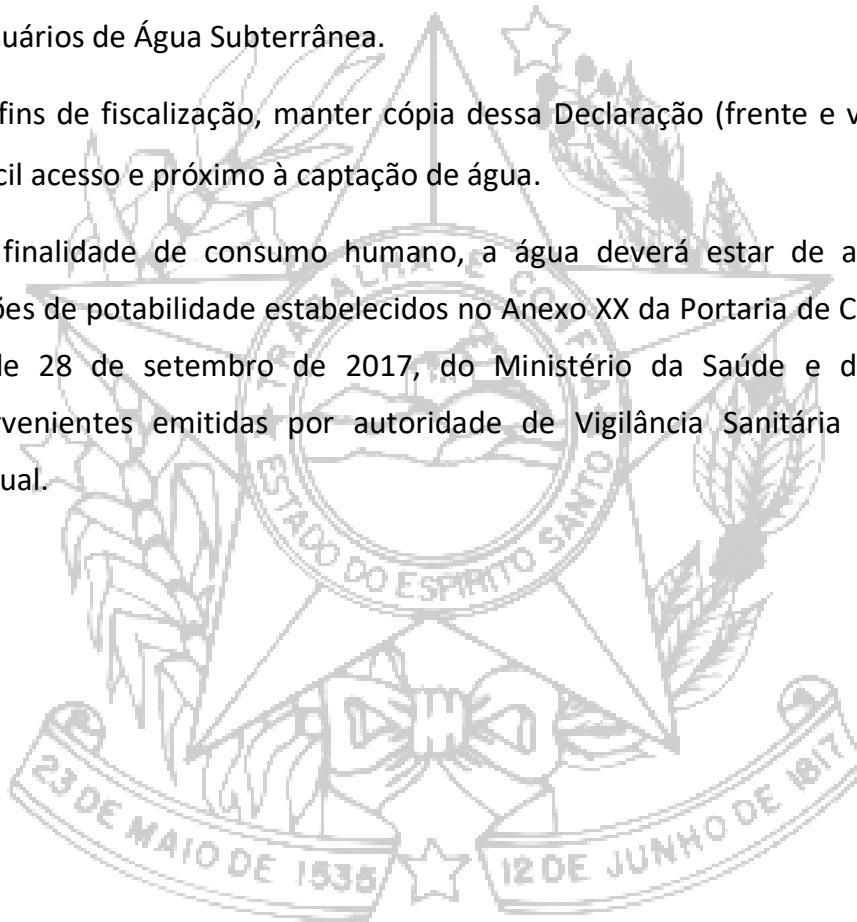 suários de Água Subterrânea.
fins de fiscalização, manter cópia dessa Declaração (frente e v
cil acesso e próximo à captação de água.
finalidade de consumo humano, a água deverá estar de a
ões de potabilidade estabelecidos no Anexo XX da Portaria de C
de 28 de setembro de 2017, do Ministério da Saúde e d
rvenientes emitidas por autoridade de Vigilância Sanitária
ual.
TRABALHA E CONFIA
ESTADO DO ESPIRITO SANTO
23 DE MAIO DE 1535
12 DE JUNHO DE 1817